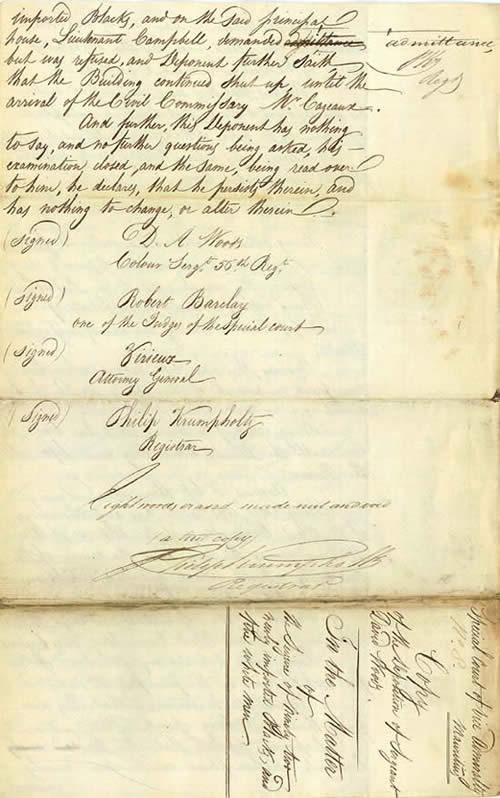 imported Blacks, and on the said principal
house, Lieutenant Campbell, demanded admittance
but was refused, and Deponent further Saith
that the Building continued shut up, until the
arrival of the Civil Commissary Mr. Cazeaux.
And further, this Deponent has nothing
to say, and no further questions being asked, his
examination closed, and the same, being read over
to him, he declares, that he persists therein, and
has nothing to change, or alter therein.
admittance,
(Signed)
D. A Woods
Colour Sergt. 56th Regt.
(Signed)
Robert Barclay
one of the Judges of the Special court
(Signed)
Virieux
Attorney General
(Signed)
Philip Krumpholtz
Registrar
Eight words erased made null and void
a true copy
Philip Krumpholtz
Registrar
Special Court of Vice Admiralty
Mauritius
Copy
of the Deposition of Sergeant
David Woods
In the Matter
of
the Seizure of Ninety two
newly imported Blacks, and
three white men